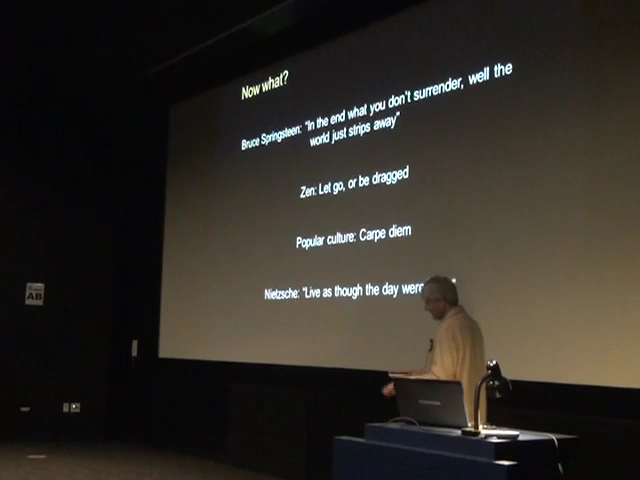 Now what?
Bruce Springsteen: "In the end what you don't surrender, well the
world just strips away"
Zen: Let go, or be dragged
Popular culture: Carpe diem
Nietzsche: "Live as though the day were
AB
TOSHIBA